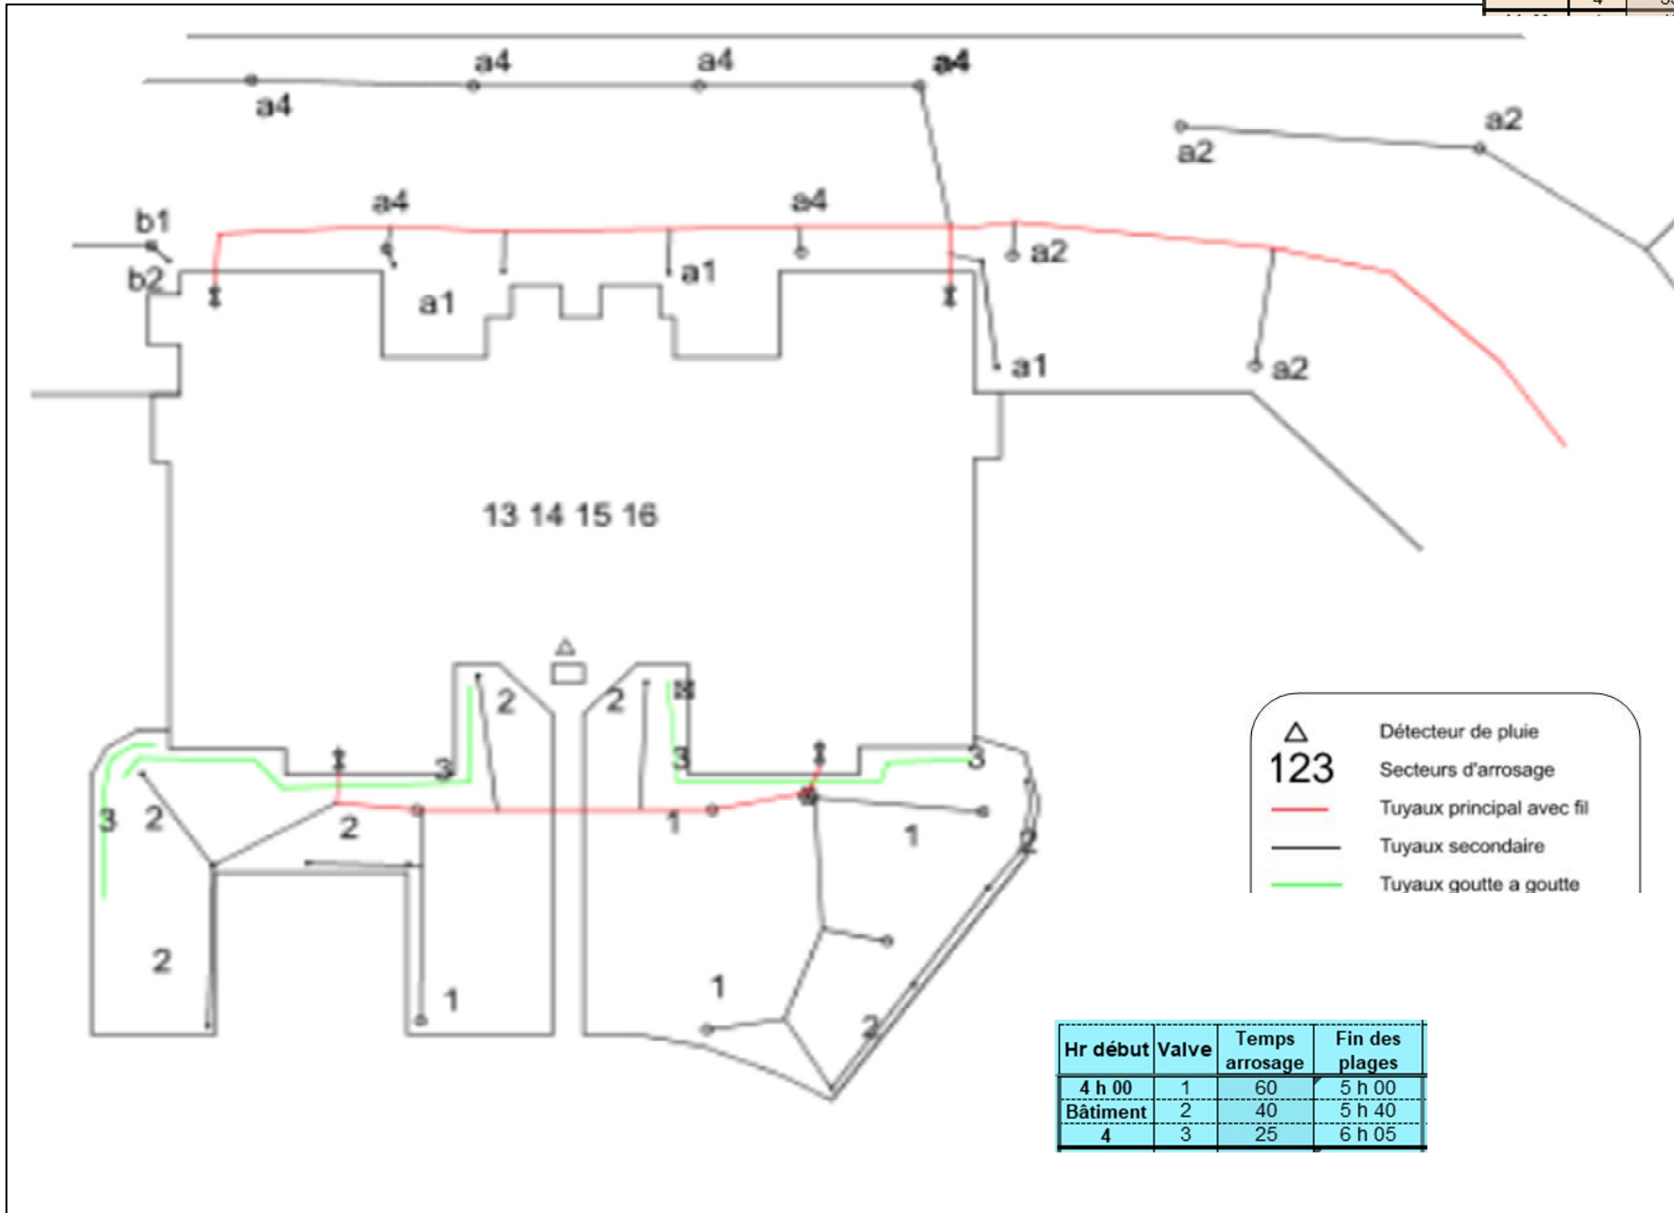 4
a4
a4
a4
a4
a2
a2
b1
a4
a4
b2
a1
a1
a2
a1
a2
13 14 15 16
2
2
3
3
3
3
2
2
1
1
2
2
1
1
2
Détecteur de pluie
123 Secteurs d'arrosage
Tuyaux principal avec fil
Tuyaux secondaire
Tuyaux goutte a goutte
Hr début Valve Temps arrosage Fin des plages
4 h 00 1 60 5 h 00
Bâtiment 2 40 5 h 40
4 3 25 6 h 05